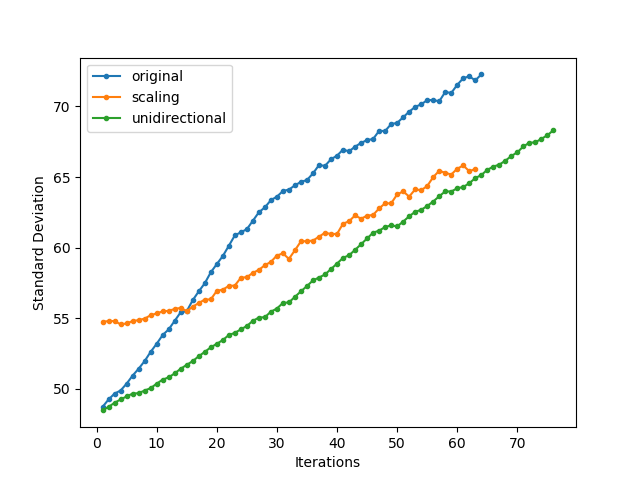 original
scaling
unidirectional
70
65
60
55
50
Standard Deviation
0 10 20 30 40 50 60 70
Iterations